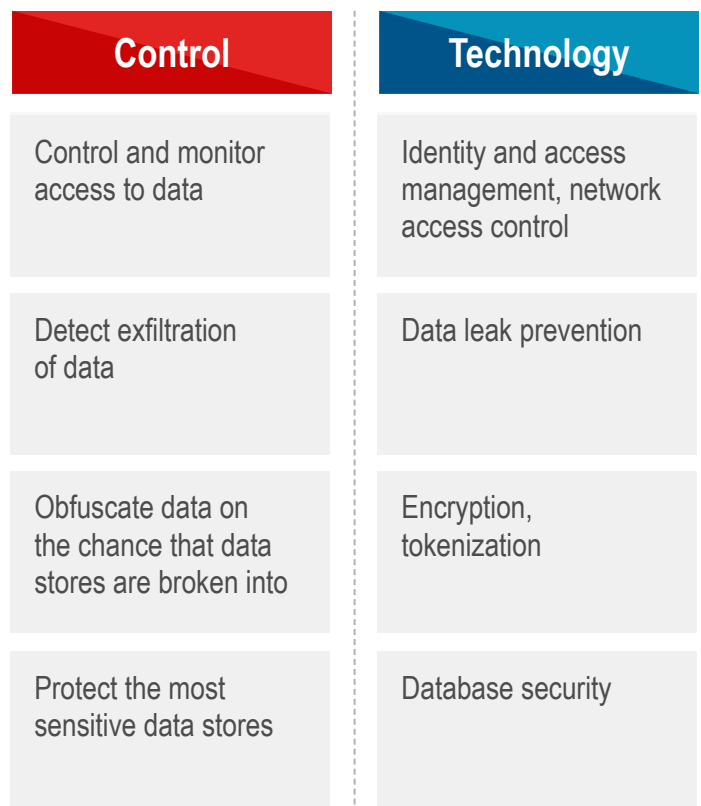 Control
Technology
Control and monitor
access to data
Identity and access
management, network
access control
Detect exfiltration
of data
Data leak prevention
Obfuscate data on
the chance that data
stores are broken into
Encryption,
tokenization
Protect the most
sensitive data stores
Database security